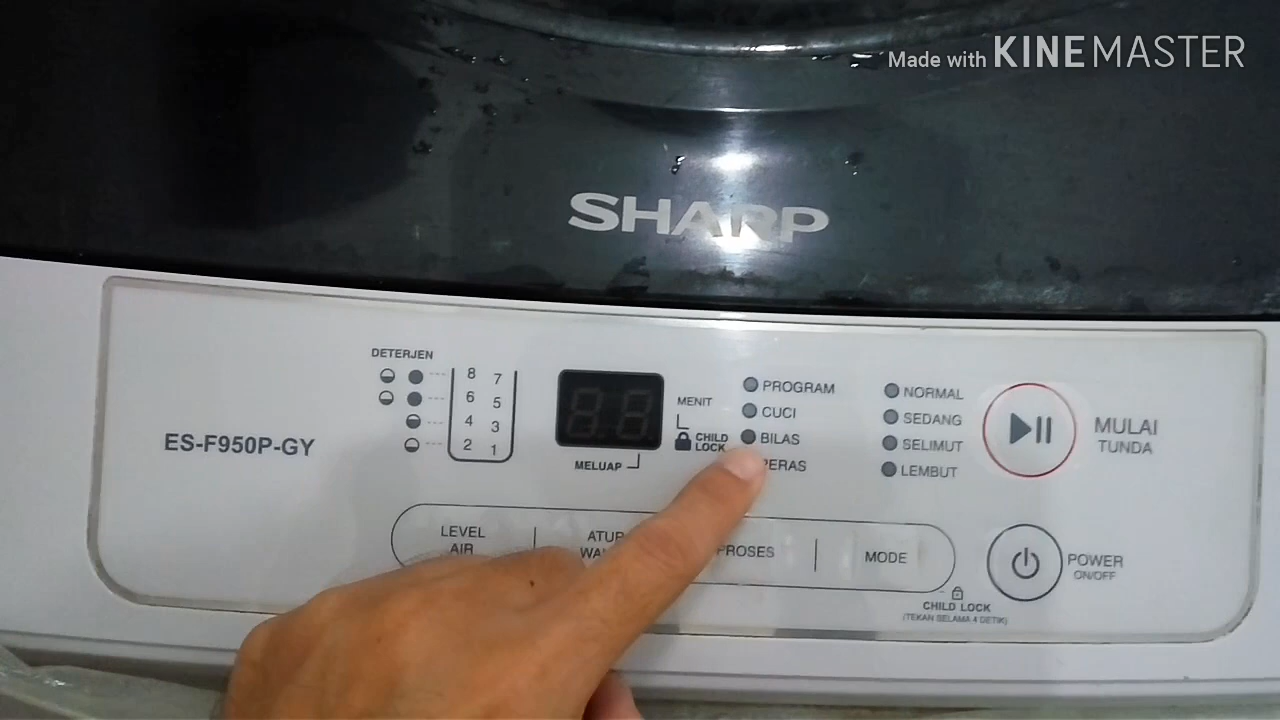 Made with KINEMASTER
SHARP
DETERJEN
8 7
6 5
4 3
2 1
ES-F950P-GY
MENIT
CHILD
LOCK
MELUAP
PROGRAM
CUCI
BILAS
PERAS
NORMAL
SEDANG
SELIMUT
LEMBUT
MULAI
TUNDA
LEVEL
AIR
PROSES
MODE
POWER
ON/OFF
CHILD LOCK
(TEKAN SELAMA 4 DETIK)